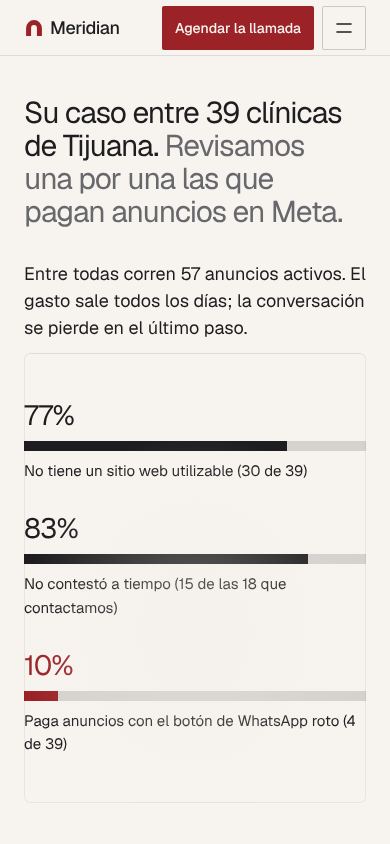 Meridian
Agendar la llamada
Su caso entre 39 clínicas
de Tijuana. Revisamos
una por una las que
pagan anuncios en Meta.
Entre todas corren 57 anuncios activos. El
gasto sale todos los días; la conversación
se pierde en el último paso.
77%
No tiene un sitio web utilizable (30 de 39)
83%
No contestó a tiempo (15 de las 18 que
contactamos)
10%
Paga anuncios con el botón de WhatsApp roto (4
de 39)